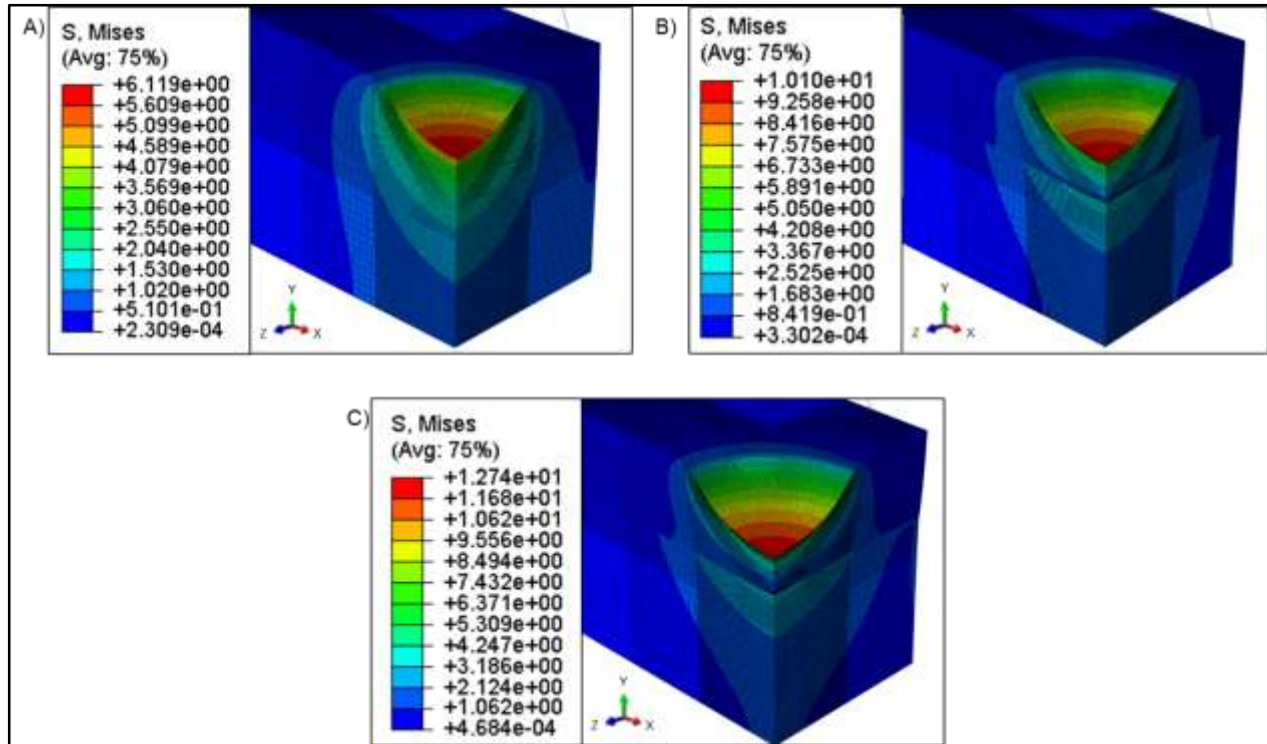 A)
S, Mises
(Avg: 75%)
+6.119e+00
+5.609e+00
+5.099e+00
+4.589e+00
+4.079e+00
+3.569e+00
+3.060e+00
+2.550e+00
+2.040e+00
+1.530e+00
+1.020e+00
+5.101e-01
+2.309e-04
Y
Z
X
B)
S, Mises
(Avg: 75%)
+1.010e+01
+9.258e+00
+8.416e+00
+7.575e+00
+6.733e+00
+5.891e+00
+5.050e+00
+4.208e+00
+3.367e+00
+2.525e+00
+1.683e+00
+8.419e-01
+3.302e-04
Y
Z
X
C)
S, Mises
(Avg: 75%)
+1.274e+01
+1.168e+01
+1.062e+01
+9.556e+00
+8.494e+00
+7.432e+00
+6.371e+00
+5.309e+00
+4.247e+00
+3.186e+00
+2.124e+00
+1.062e+00
+4.684e-04
Y
Z
X